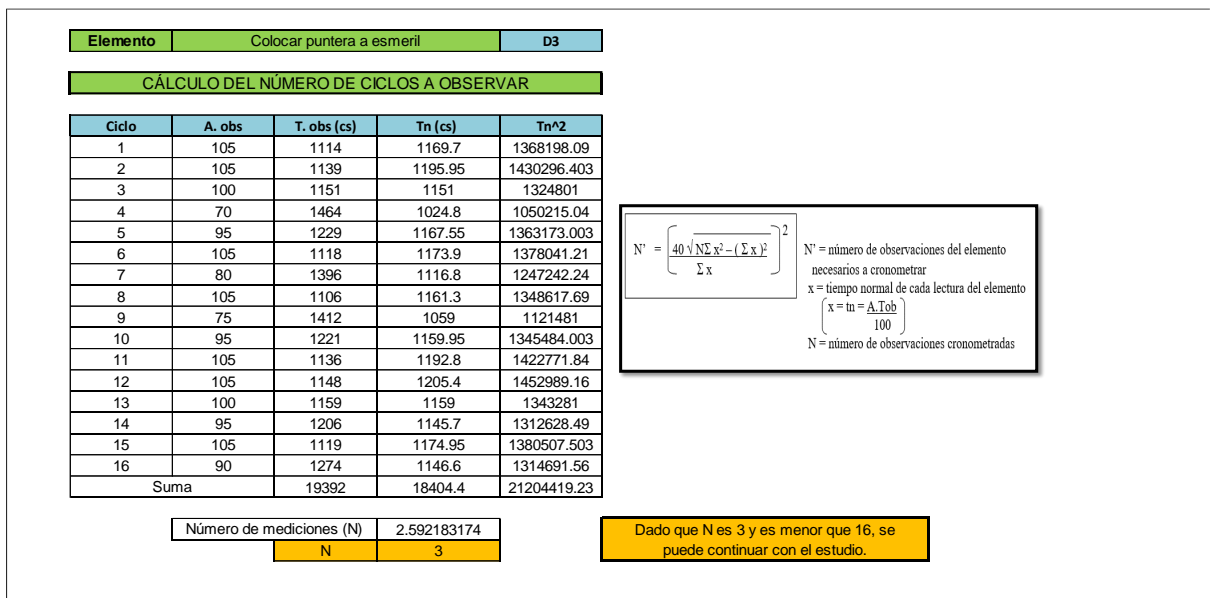 Elemento Colocar puntera a esmeril D3
CÁLCULO DEL NÚMERO DE CICLOS A OBSERVAR
Ciclo A. obs T. obs (cs) Tn (cs) Tn^2
1 105 1114 1169.7 1368198.09
2 105 1139 1195.95 1430296.403
3 100 1151 1151 1324801
4 70 1464 1024.8 1050215.04
5 95 1229 1167.55 1363173.003
6 105 1118 1173.9 1378041.21
7 80 1396 1116.8 1247242.24
8 105 1106 1161.3 1348617.69
9 75 1412 1059 1121481
10 95 1221 1159.95 1345484.003
11 105 1136 1192.8 1422771.84
12 105 1148 1205.4 1452989.16
13 100 1159 1159 1343281
14 95 1206 1145.7 1312628.49
15 105 1119 1174.95 1380507.503
16 90 1274 1146.6 1314691.56
Suma 19392 18404.4 21204419.23
N' = ( 40 √ NΣ x² – ( Σ x )² / Σ x ) 2
N' = número de observaciones del elemento
necesarios a cronometrar
x = tiempo normal de cada lectura del elemento
( x = tn = A.Tob
100 )
N = número de observaciones cronometradas
Número de mediciones (N) 2.592183174
N 3
Dado que N es 3 y es menor que 16, se
puede continuar con el estudio.